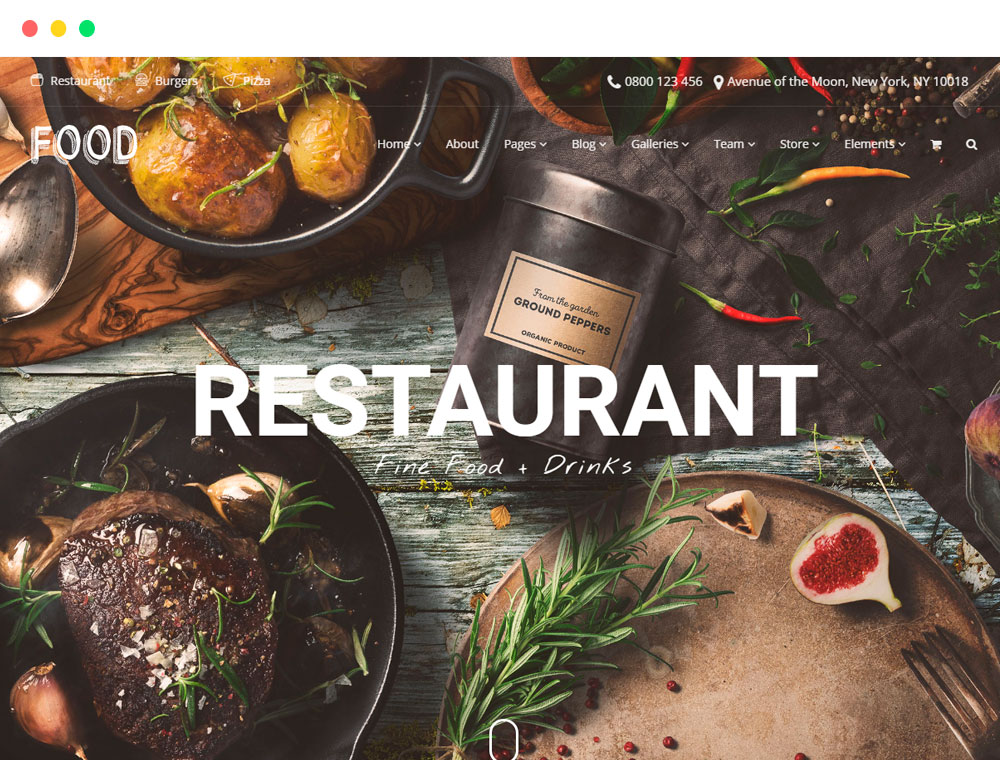 Restaurant Burgers Pizza 0800 123 456 Avenue of the Moon, New York, NY 10018
FOOD Home About Pages Blog Galleries Team Store Elements
From the garden
GROUND PEPPERS
ORGANIC PRODUCT
RESTAURANT
Fine Food + Drinks